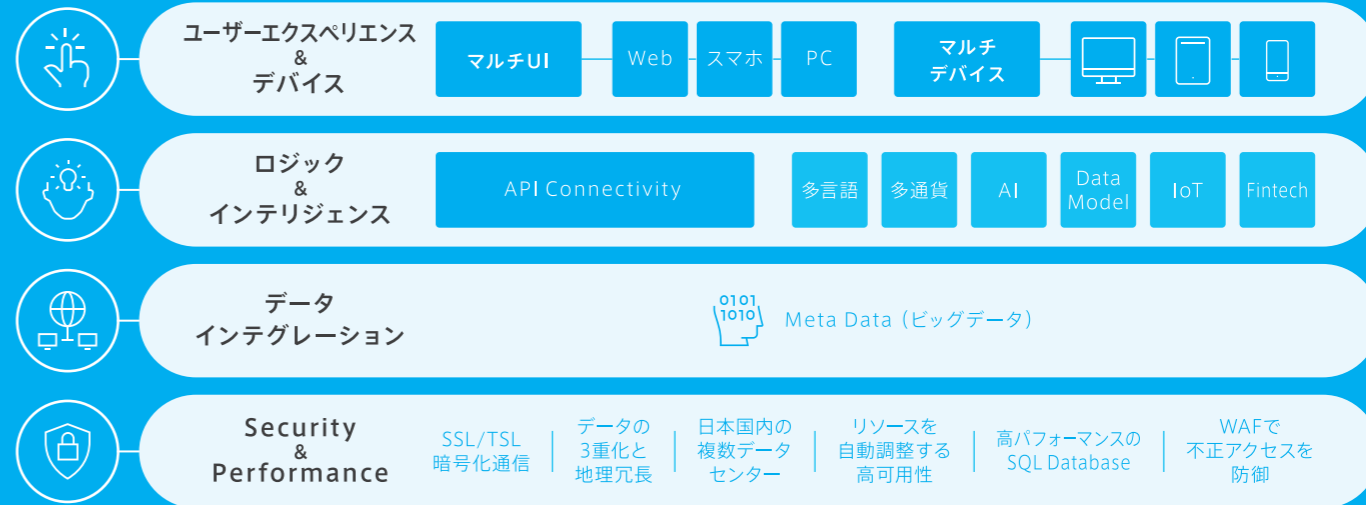 ユーザーエクスペリエンス
&
デバイス
マルチUI
Web
スマホ
PC
マルチ
デバイス
ロジック
&
インテリジェンス
API Connectivity
多言語
多通貨
AI
Data
Model
IoT
Fintech
データ
インテグレーション
0101
1010
Meta Data (ビッグデータ)
Security
&
Performance
SSL/TSL
暗号化通信
データの
3重化と
地理冗長
日本国内の
複数データ
センター
リソースを
自動調整する
高可用性
高パフォーマンスの
SQL Database
WAFで
不正アクセスを
防御